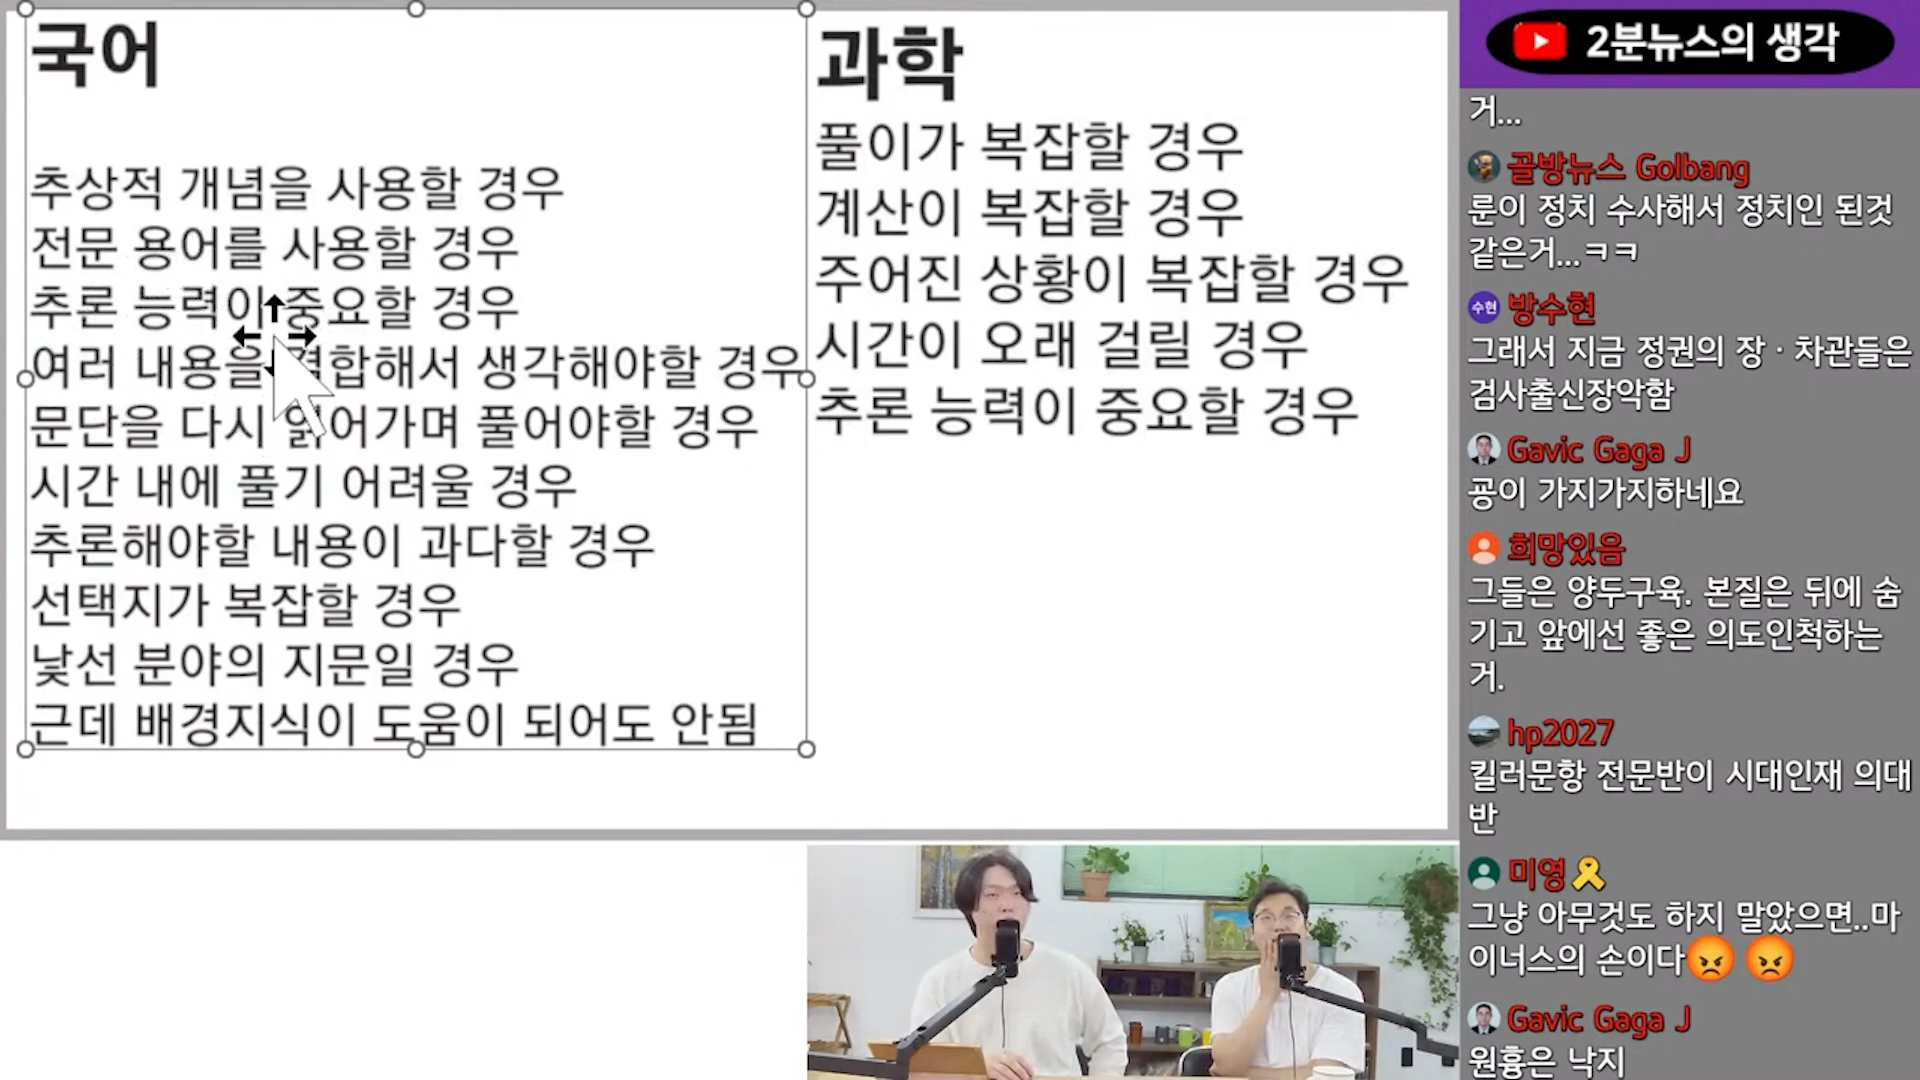 국어
추상적 개념을 사용할 경우
전문 용어를 사용할 경우
추론 능력이 중요할 경우
여러 내용을 결합해서 생각해야할 경우
문단을 다시 읽어가며 풀어야할 경우
시간 내에 풀기 어려울 경우
추론해야할 내용이 과다할 경우
선택지가 복잡할 경우
낯선 분야의 지문일 경우
근데 배경지식이 도움이 되어도 안됨
과학
풀이가 복잡할 경우
계산이 복잡할 경우
주어진 상황이 복잡할 경우
시간이 오래 걸릴 경우
추론 능력이 중요할 경우
2분뉴스의 생각
거...
골방뉴스 Golbang
룬이 정치 수사해서 정치인 된것
같은거...ㅋㅋ
수현 방수현
그래서 지금 정권의 장·차관들은
검사출신장악함
Gavic Gaga J
굥이 가지가지하네요
희망있음
그들은 양두구육. 본질은 뒤에 숨
기고 앞에선 좋은 의도인척하는
거.
hp2027
킬러문항 전문반이 시대인재 의대
반
미영🎗
그냥 아무것도 하지 말았으면..마
이너스의 손이다😡 😡
Gavic Gaga J
원흉은 낙지